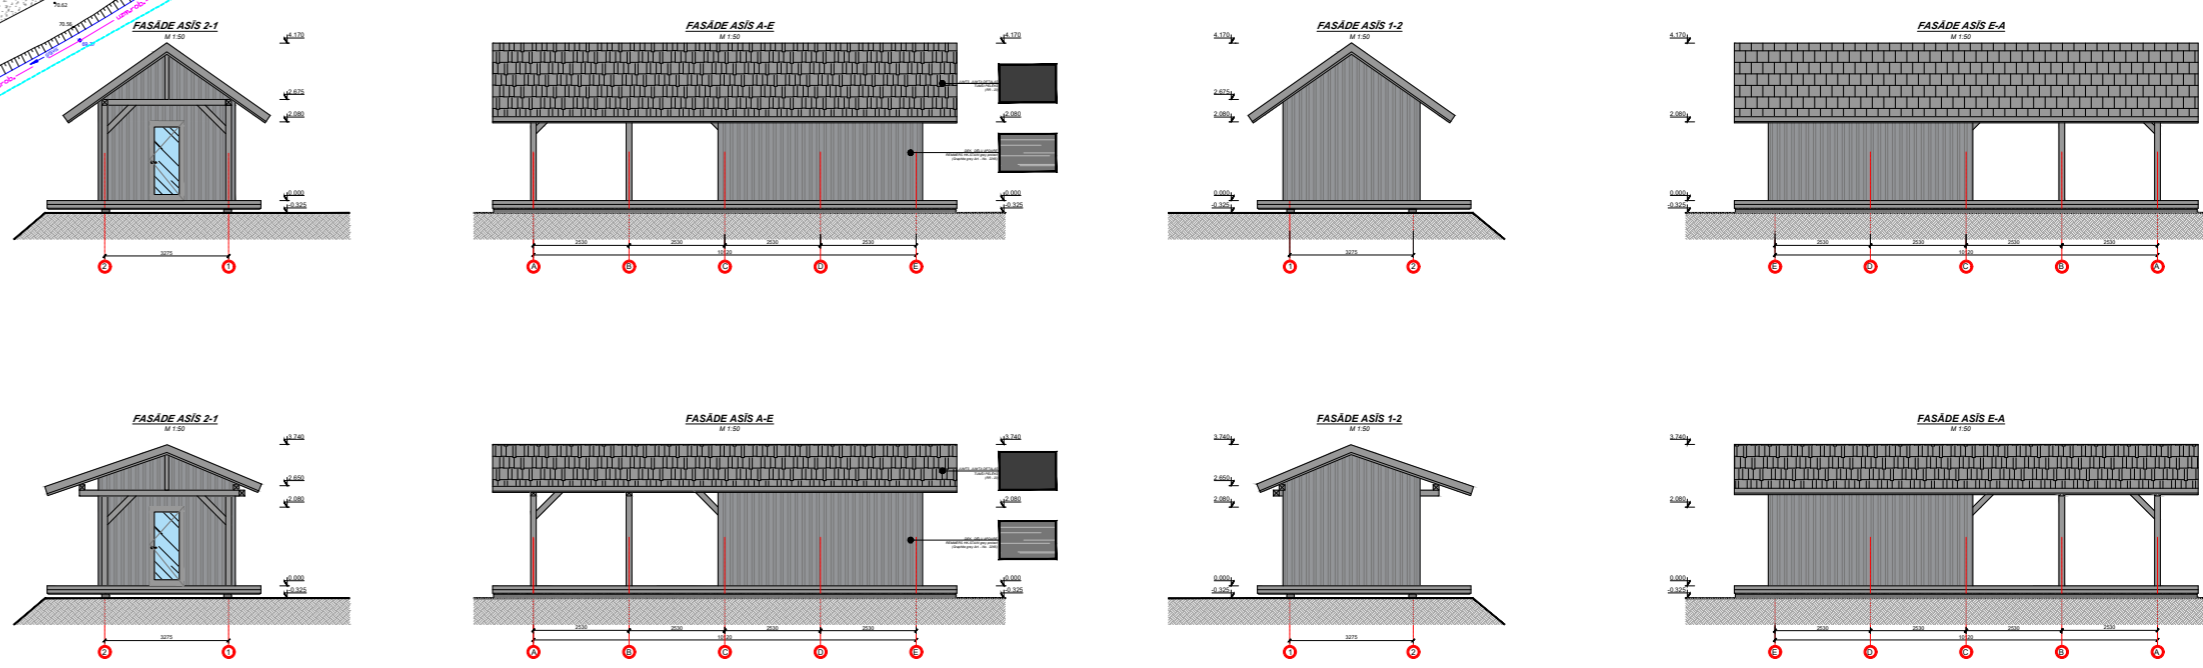 70.62
70.58
FASĀDE ASĪS 2-1
M 1:50
4.170
2.675
2.080
0.000
-0.325
3275
2
1
FASĀDE ASĪS A-E
M 1:50
4.170
2.080
0.000
-0.325
2530
2530
2530
2530
10120
A
B
C
D
E
FASĀDE ASĪS 1-2
M 1:50
4.170
2.675
2.080
0.000
-0.325
3275
1
2
FASĀDE ASĪS E-A
M 1:50
4.170
2.080
0.000
-0.325
2530
2530
2530
2530
10120
E
D
C
B
A
FASĀDE ASĪS 2-1
M 1:50
3.740
2.650
2.080
0.000
-0.325
3275
2
1
FASĀDE ASĪS A-E
M 1:50
3.740
2.080
0.000
-0.325
2530
2530
2530
2530
10120
A
B
C
D
E
FASĀDE ASĪS 1-2
M 1:50
3.740
2.650
2.080
0.000
-0.325
3275
1
2
FASĀDE ASĪS E-A
M 1:50
3.740
2.080
0.000
-0.325
2530
2530
2530
2530
10120
E
D
C
B
A